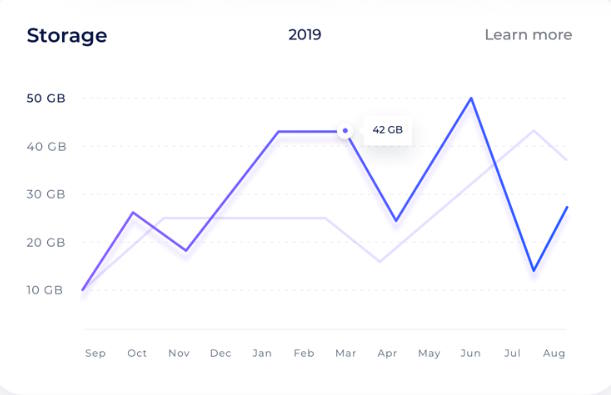 Storage 2019 Learn more
50 GB
42 GB
40 GB
30 GB
20 GB
10 GB
Sep Oct Nov Dec Jan Feb Mar Apr May Jun Jul Aug